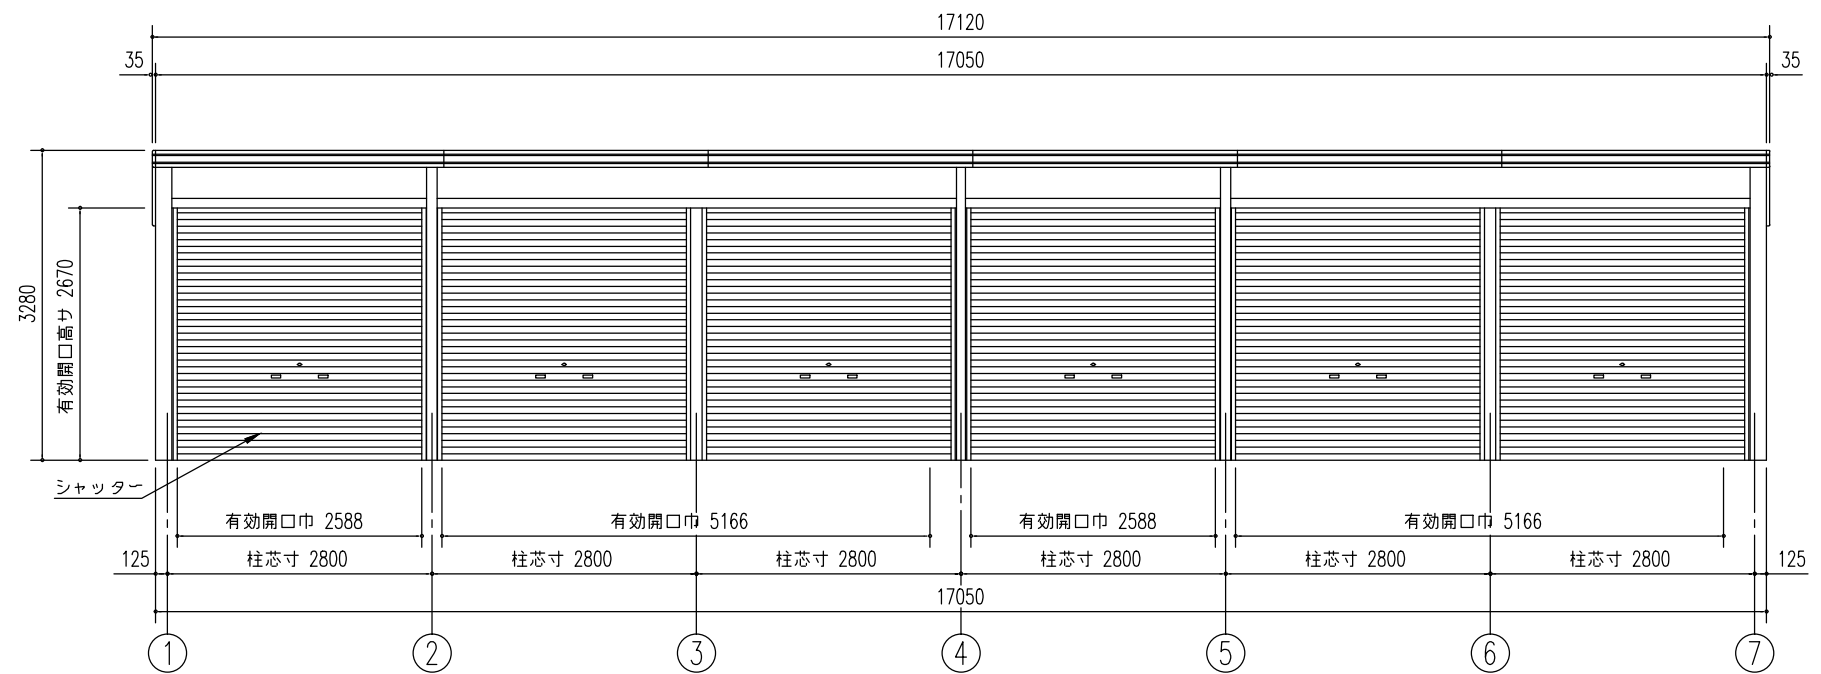 17120
35 17050 35
3280
有効開口高サ 2670
シャッター
有効開口巾 2588 有効開口巾 5166 有効開口巾 2588 有効開口巾 5166
125 柱芯寸 2800 柱芯寸 2800 柱芯寸 2800 柱芯寸 2800 柱芯寸 2800 柱芯寸 2800 125
17050
1 2 3 4 5 6 7